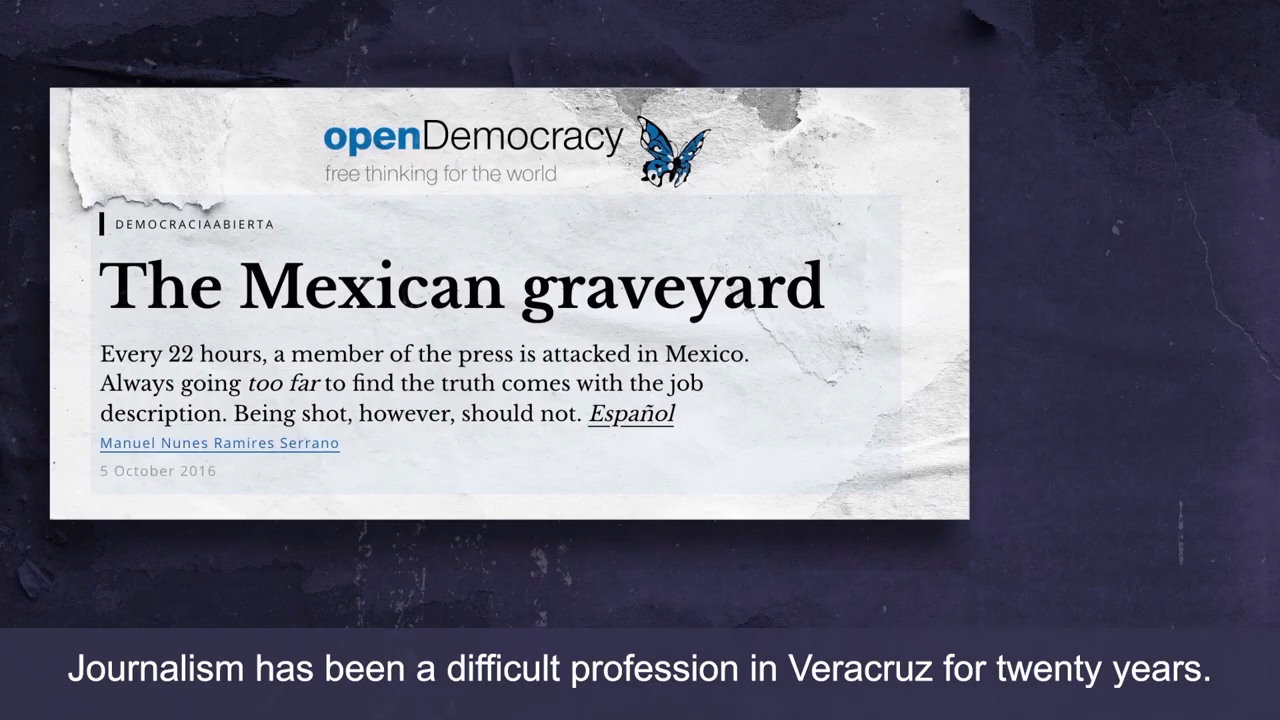 openDemocracy
free thinking for the world
DEMOCRACIAABIERTA
The Mexican graveyard
Every 22 hours, a member of the press is attacked in Mexico.
Always going too far to find the truth comes with the job
description. Being shot, however, should not. Español
Manuel Nunes Ramires Serrano
5 October 2016
Journalism has been a difficult profession in Veracruz for twenty years.